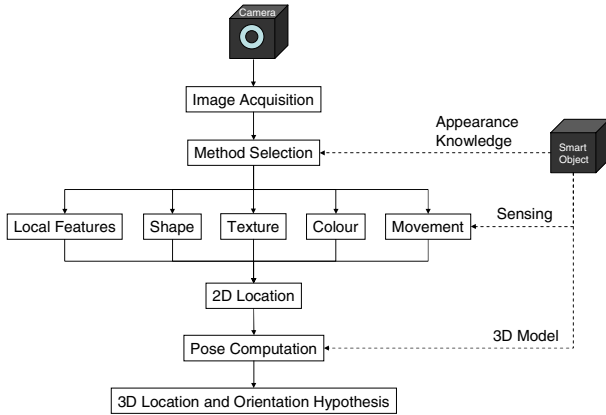 Camera
Image Acquisition
Appearance
Knowledge
Smart
Object
Method Selection
Local Features
Shape
Texture
Colour
Movement
Sensing
2D Location
3D Model
Pose Computation
3D Location and Orientation Hypothesis